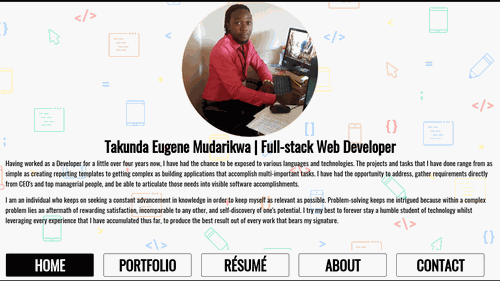 Takunda Eugene Mudarikwa | Full-stack Web Developer
Having worked as a Developer for a little over four years now, I have had the chance to be exposed to various languages and technologies. The projects and tasks that I have done range from as
simple as creating reporting templates to getting complex as building applications that accomplish multi-important tasks. I have had the opportunity to address, gather requirements directly
from CEO's and top managerial people, and be able to articulate those needs into visible software accomplishments.
I am an individual who keeps on seeking a constant advancement in knowledge in order to keep myself as relevant as possible. Problem-solving keeps me intrigued because within a complex
problem lies an aftermath of rewarding satisfaction, incomparable to any other, and self-discovery of one's potential. I try my best to forever stay a humble student of technology whilst
leveraging every experience that I have accumulated thus far, to produce the best result out of every work that bears my signature.
HOME PORTFOLIO RÉSUMÉ ABOUT CONTACT